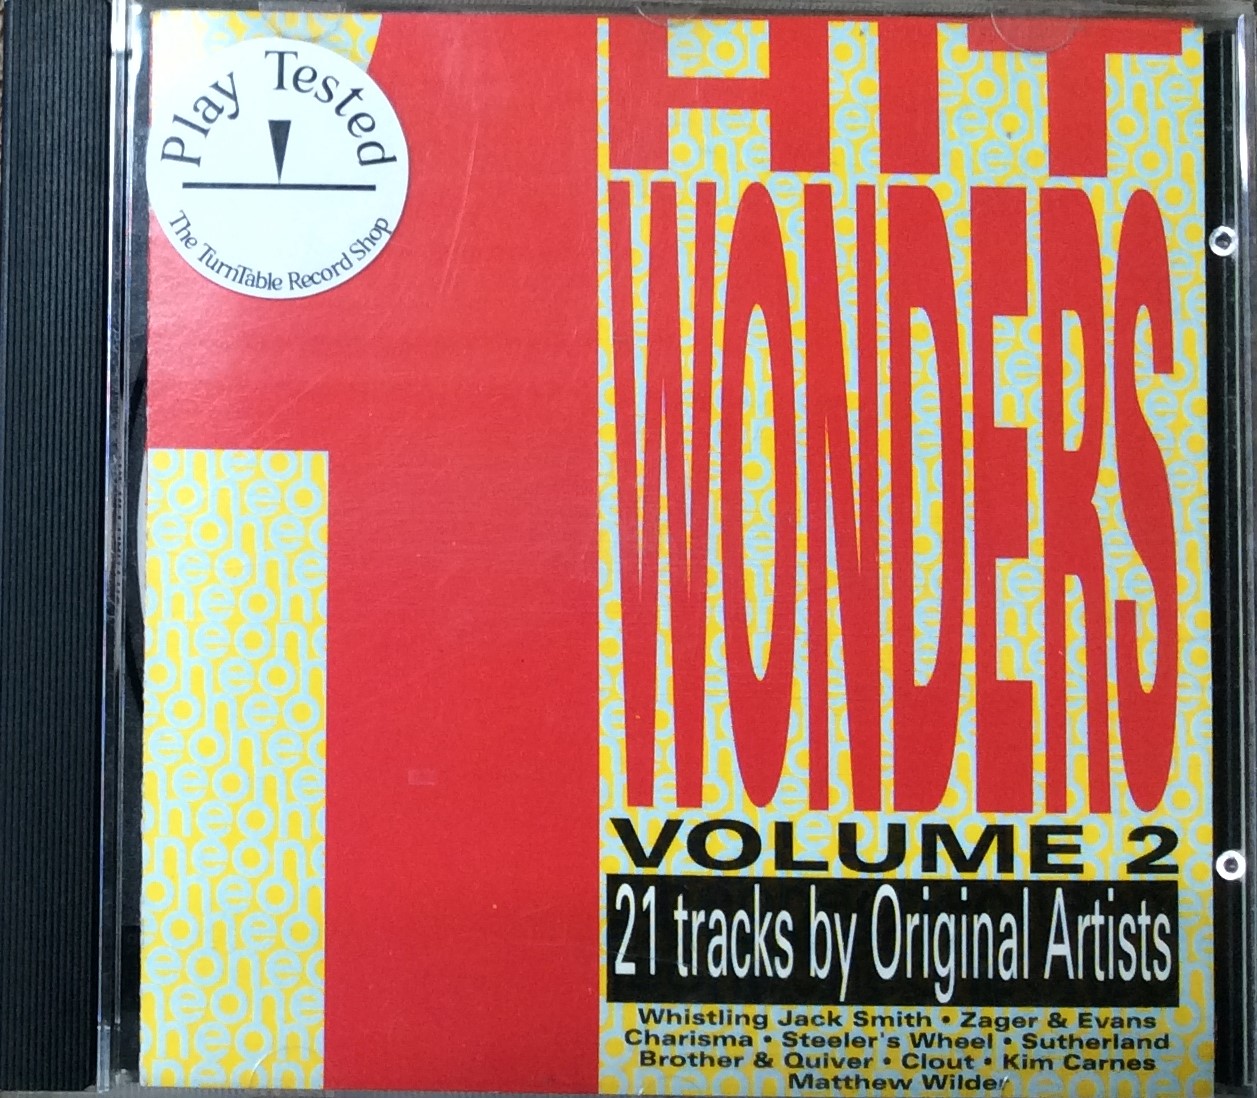 Play Tested
The TurnTable Record Shop
1
HIT
WONDERS
VOLUME 2
21 tracks by Original Artists
Whistling Jack Smith • Zager & Evans
Charisma • Steeler's Wheel • Sutherland
Brother & Quiver • Clout • Kim Carnes
Matthew Wilder